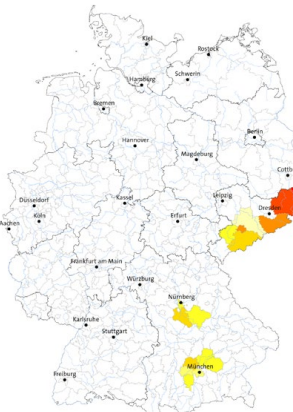 Kiel
Rostock
Hamburg
Schwerin
Bremen
Berlin
Hannover
Magdeburg
Cottb
Leipzig
Düsseldorf
Kassel
Dresden
Köln
Erfurt
Aachen
Frankfurt am Main
Würzburg
Nürnberg
Karlsruhe
Stuttgart
München
Freiburg